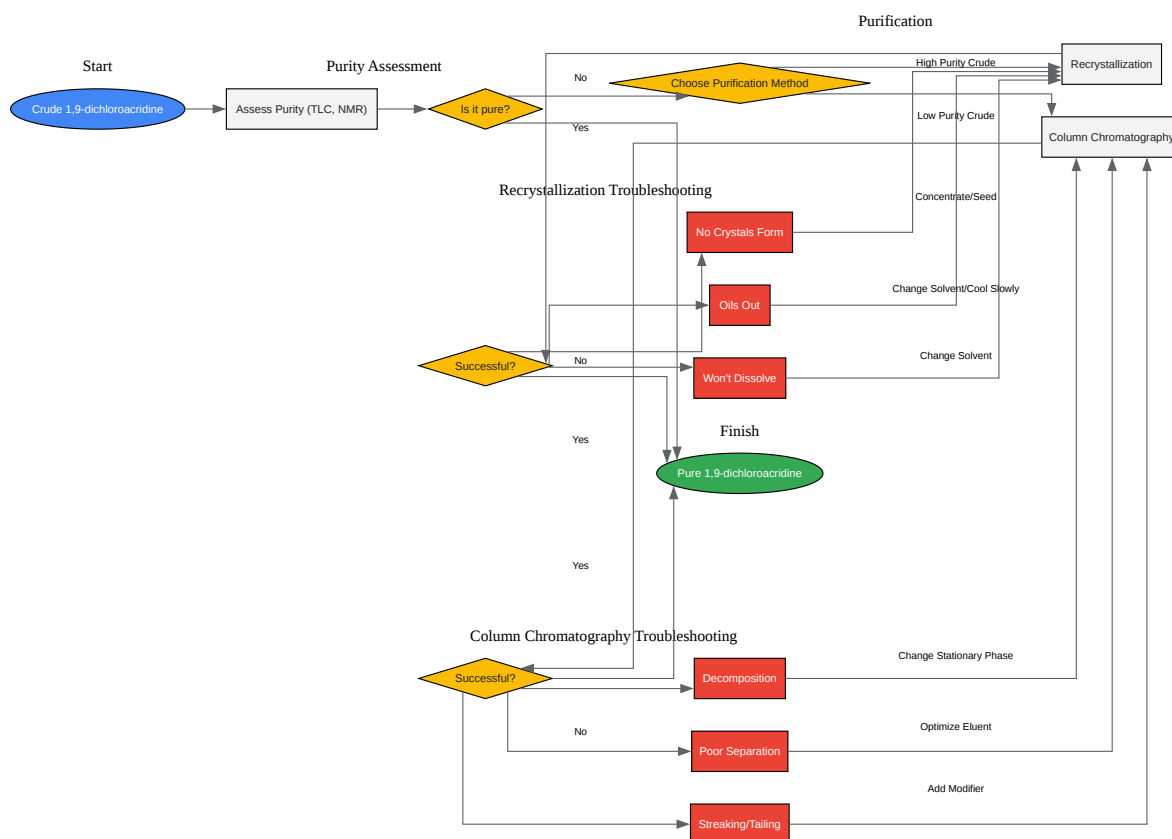 Purification
Start
Purity Assessment
Crude 1,9-dichloroacridine
Assess Purity (TLC, NMR)
Is it pure?
No
Yes
Choose Purification Method
High Purity Crude
Low Purity Crude
Recrystallization
Column Chromatography
Recrystallization Troubleshooting
No Crystals Form
Concentrate/Seed
Oils Out
Change Solvent/Cool Slowly
Successful?
No
Won't Dissolve
Change Solvent
Yes
Finish
Pure 1,9-dichloroacridine
Yes
Column Chromatography Troubleshooting
Successful?
Decomposition
Change Stationary Phase
No
Poor Separation
Optimize Eluent
Streaking/Tailing
Add Modifier